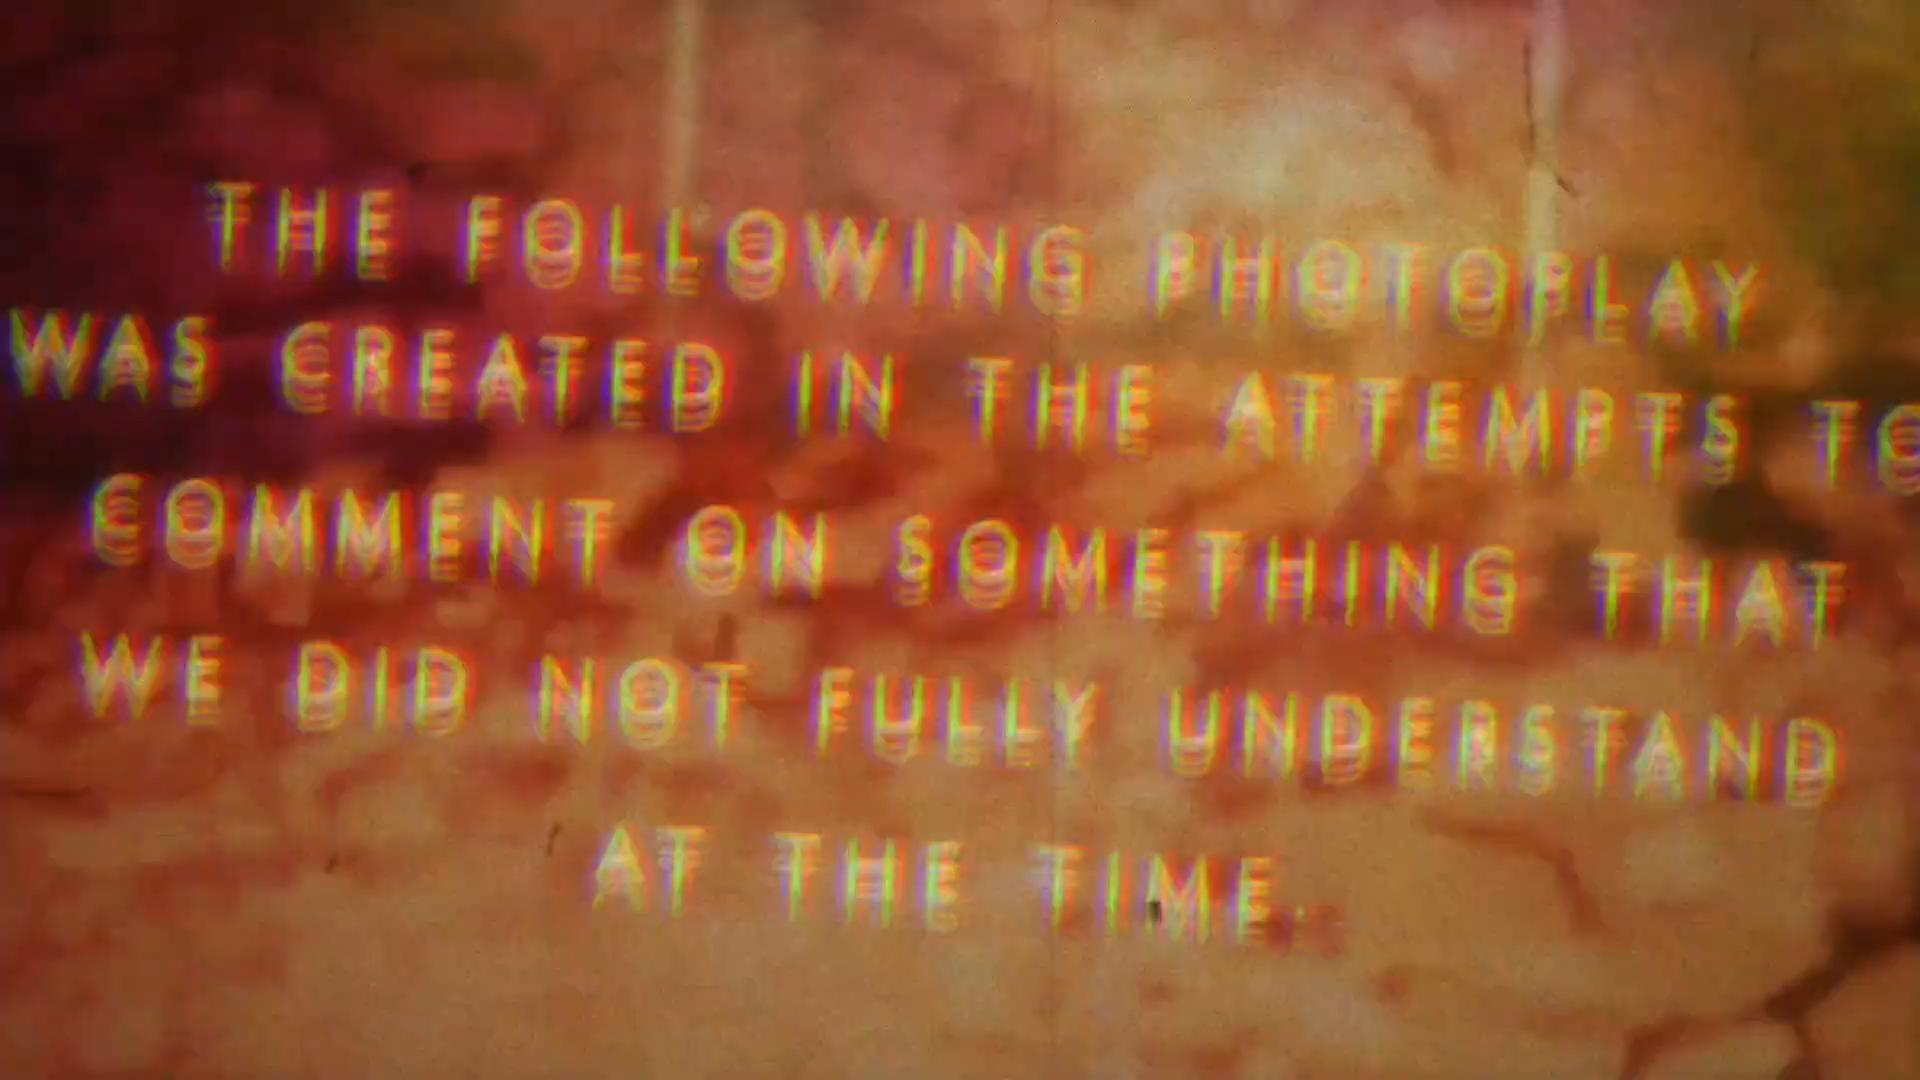 THE FOLLOWING PHOTOPLAY
WAS CREATED IN THE ATTEMPTS TO
COMMENT ON SOMETHING THAT
WE DID NOT FULLY UNDERSTAND
AT THE TIME.